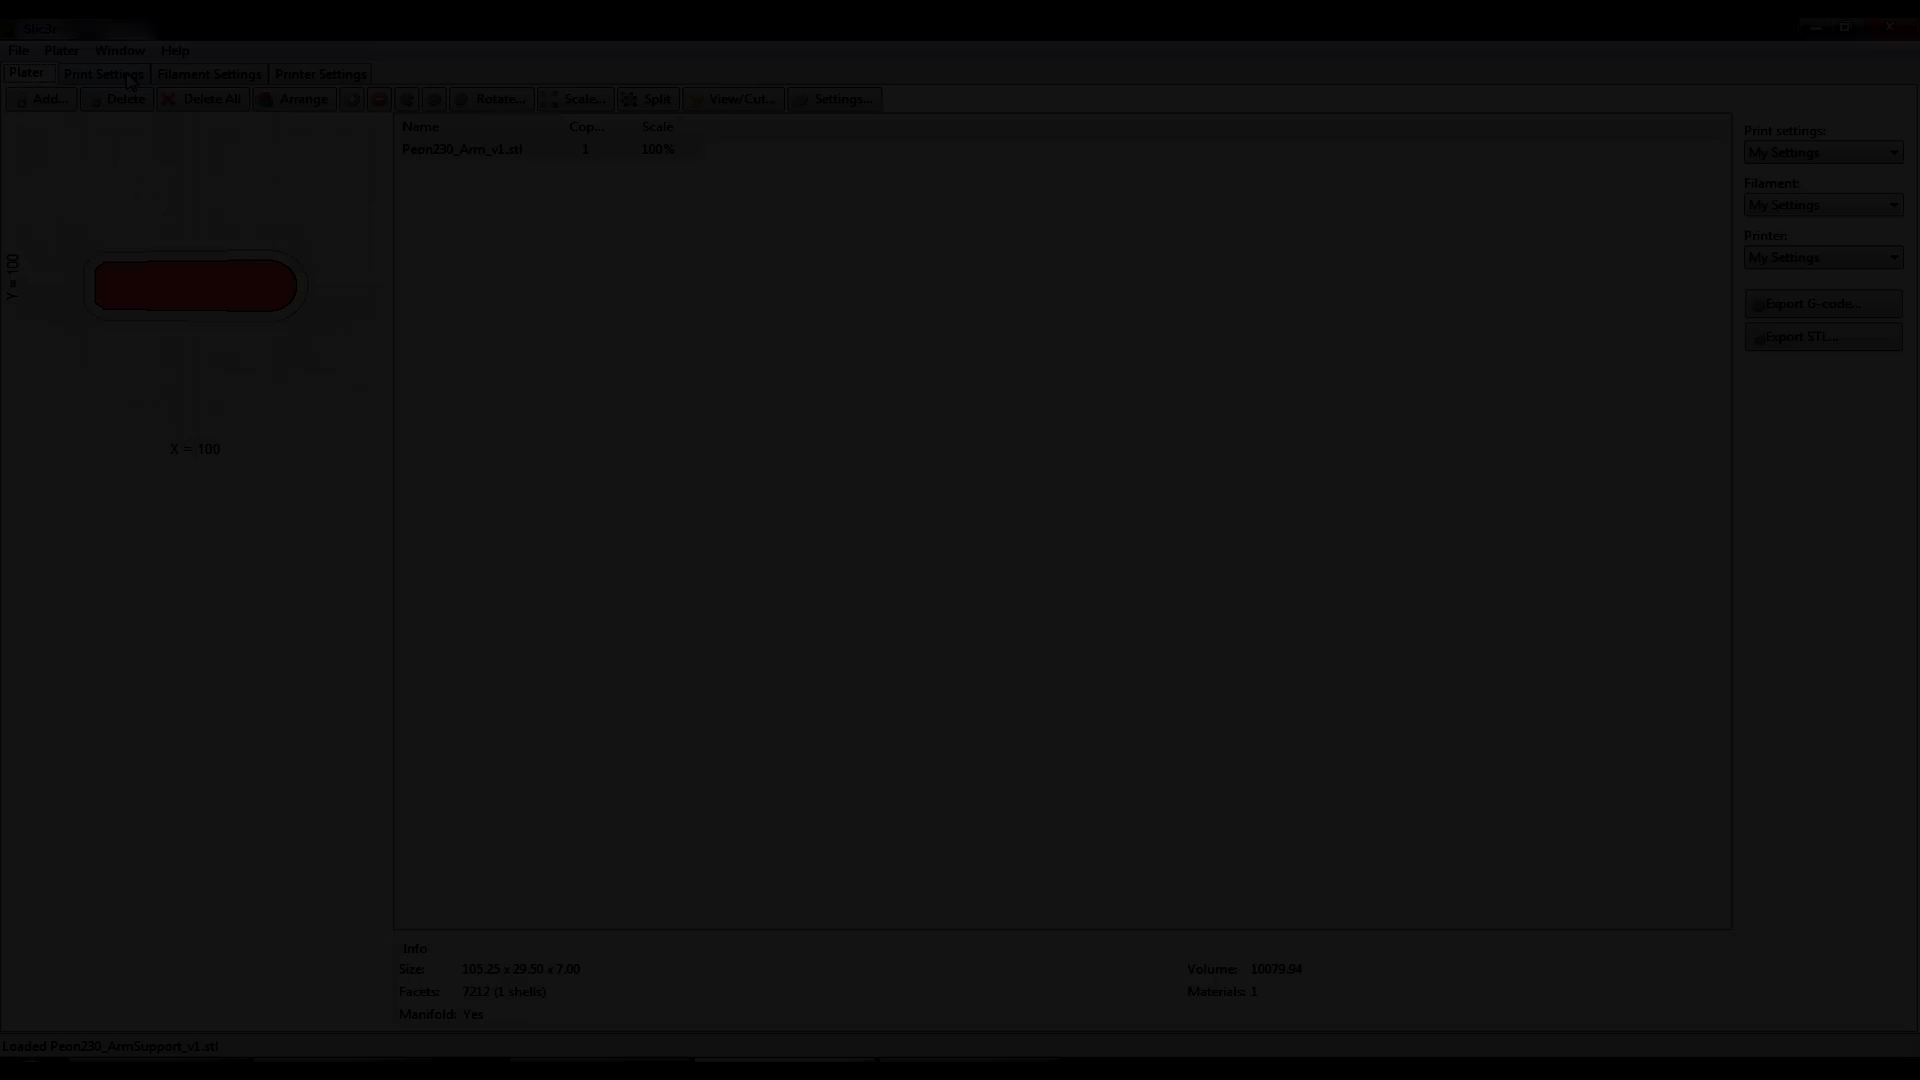 Slic3r
File Plater Window Help
Plater Print Settings Filament Settings Printer Settings
Add... Delete Delete All Arrange Rotate... Scale... Split View/Cut... Settings...
Name Cop... Scale
Peon230_Arm_v1.stl 1 100%
Y = 100
X = 100
Print settings:
My Settings
Filament:
My Settings
Printer:
My Settings
Export G-code...
Export STL...
Info
Size: 105.25 x 29.50 x 7.00
Volume: 10079.94
Facets: 7212 (1 shells)
Materials: 1
Manifold: Yes
Loaded Peon230_ArmSupport_v1.stl